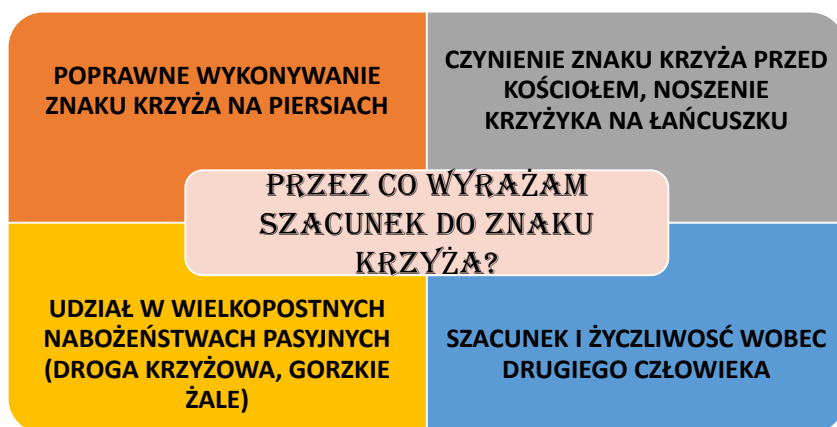 POPRAWNE WYKONYWANIE
ZNAKU KRZYŻA NA PIERSIACH
CZYNIENIE ZNAKU KRZYŻA PRZED
KOŚCIOŁEM, NOSZENIE
KRZYŻYKA NA ŁAŃCUSZKU
PRZEZ CO WYRAŻAM
SZACUNEK DO ZNAKU
KRZYŻA?
UDZIAŁ W WIELKOPOSTNYCH
NABOŻEŃSTWACH PASYJNYCH
(DROGA KRZYŻOWA, GORZKIE
ŻALE)
SZACUNEK I ŻYCZLIWOSĆ WOBEC
DRUGIEGO CZŁOWIEKA